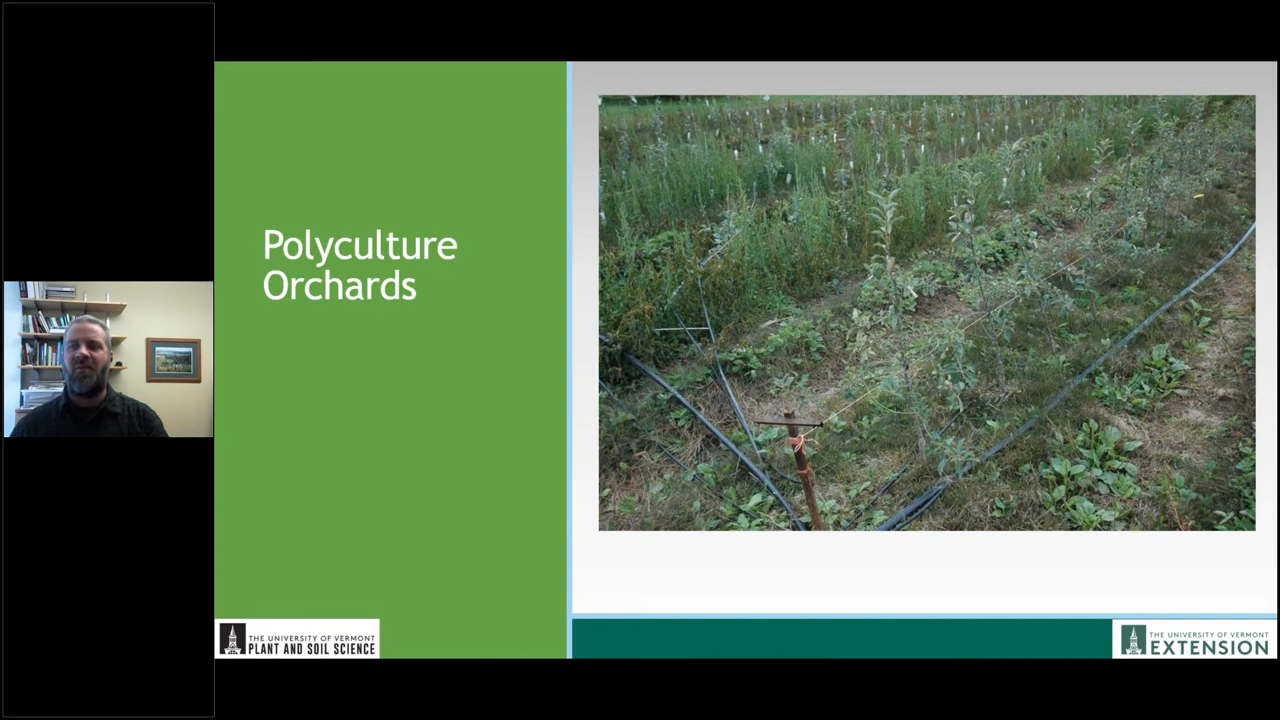 Polyculture
Orchards
THE UNIVERSITY OF VERMONT
PLANT AND SOIL SCIENCE
THE UNIVERSITY OF VERMONT
EXTENSION